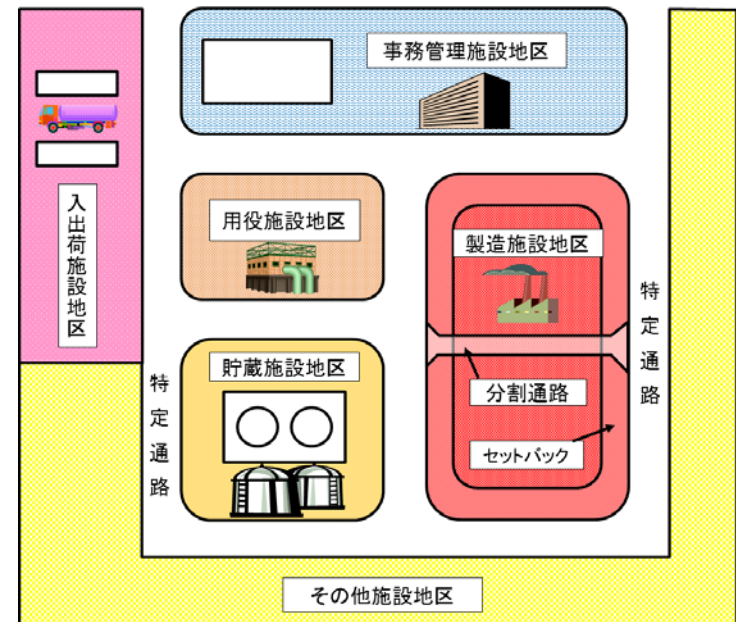 事務管理施設地区
入出荷施設地区
用役施設地区
製造施設地区
特定通路
貯蔵施設地区
特定通路
分割通路
セットバック
その他施設地区